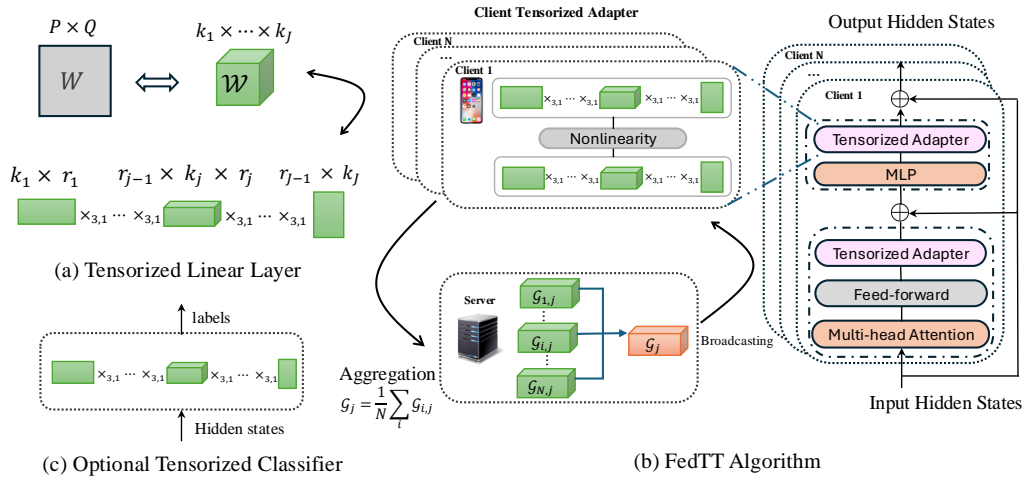 P × Q
W
k₁ × ⋯ × k_J
𝒲
k₁ × r₁
r_{j−1} × k_j × r_j
r_{J−1} × k_J
×₃,₁ ⋯ ×₃,₁ ×₃,₁ ⋯ ×₃,₁
(a) Tensorized Linear Layer
labels
×₃,₁ ⋯ ×₃,₁ ×₃,₁ ⋯ ×₃,₁
Hidden states
(c) Optional Tensorized Classifier
Client Tensorized Adapter
Client N
...
Client 1
×₃,₁ ⋯ ×₃,₁ ×₃,₁ ⋯ ×₃,₁
Nonlinearity
×₃,₁ ⋯ ×₃,₁ ×₃,₁ ⋯ ×₃,₁
Server
𝒢_{1,j}
⋮
𝒢_{i,j}
⋮
𝒢_{N,j}
𝒢_j
Broadcasting
Aggregation
𝒢_j = 1/N ∑_i 𝒢_{i,j}
Output Hidden States
Client N
...
Client 1
Tensorized Adapter
MLP
Tensorized Adapter
Feed-forward
Multi-head Attention
Input Hidden States
(b) FedTT Algorithm